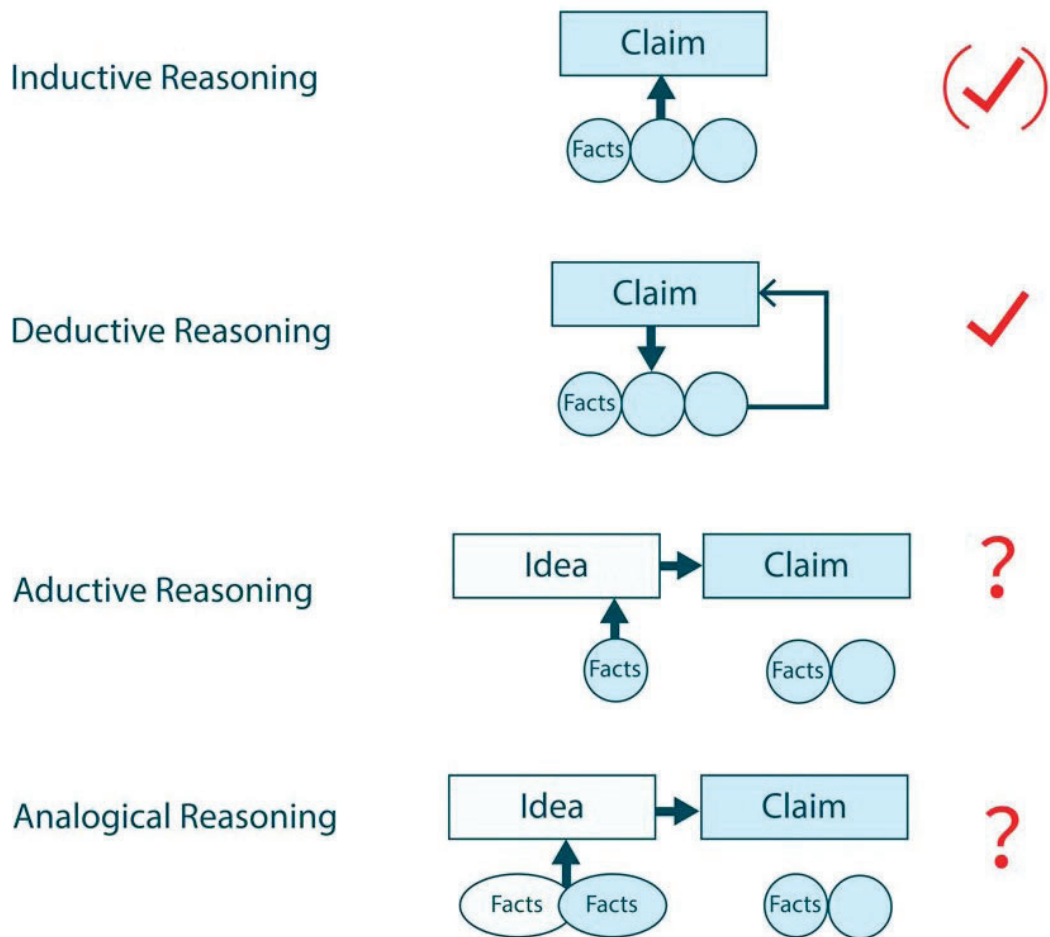 Claim
Inductive Reasoning
Facts
Claim
Deductive Reasoning
Facts
Idea
Claim
?
Aductive Reasoning
Facts
Facts
Idea
Claim
Analogical Reasoning
?
Facts
Facts
Facts